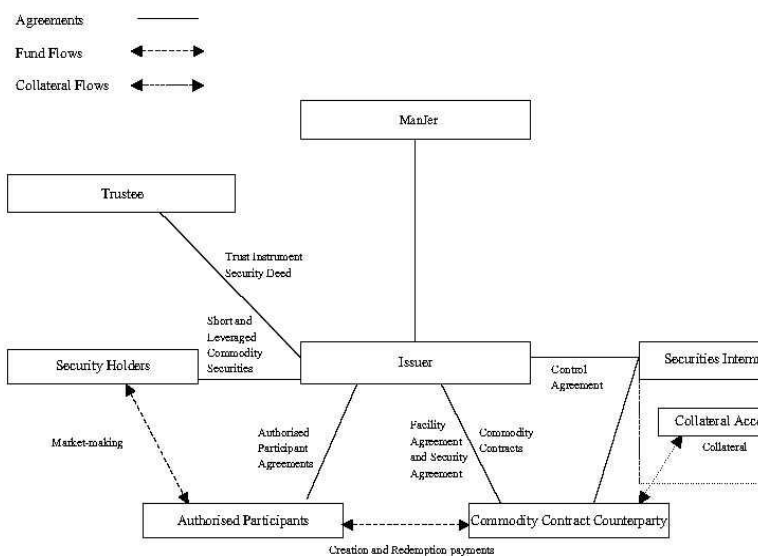 Agreements
Fund Flows
Collateral Flows
ManJer
Trustee
Trust Instrument
Security Deed
Short and
Leveraged
Commodity
Securities
Security Holders
Issuer
Control
Agreement
Securities Interm
Collateral Acc
Collateral
Market-making
Authorised
Participant
Agreements
Facility
Agreement
and Security
Agreement
Commodity
Contracts
Authorised Participants
Commodity Contract Counterparty
Creation and Redemption payments